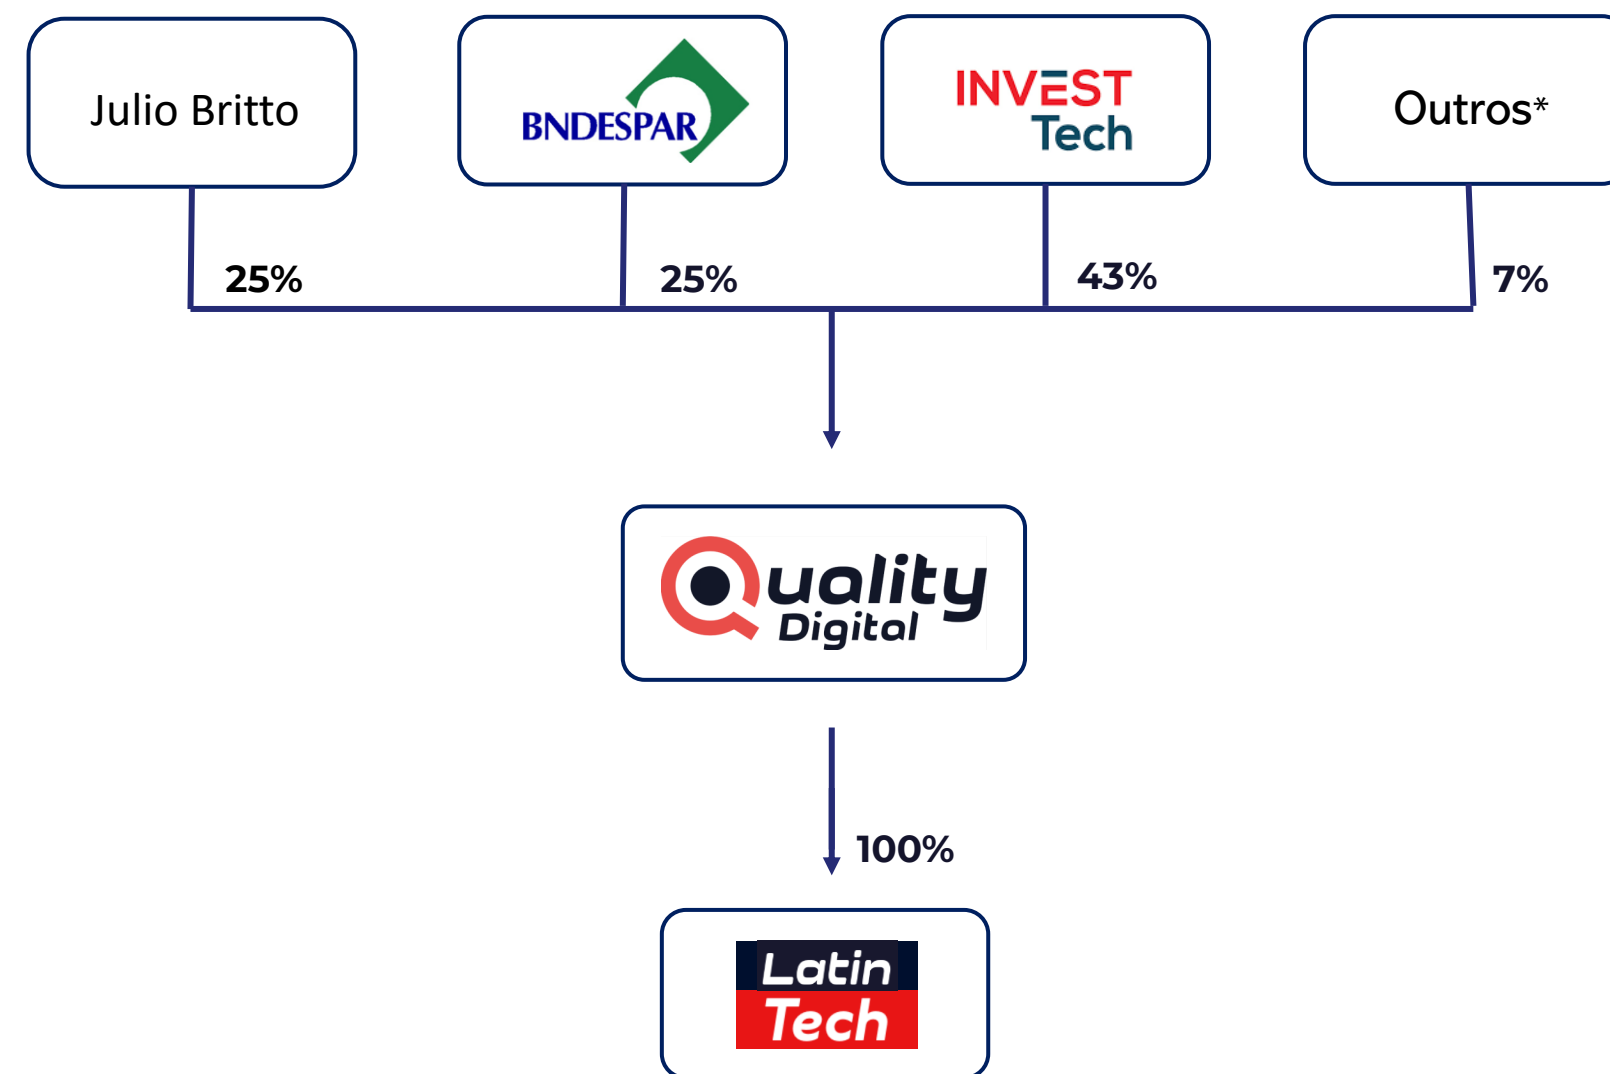 Julio Britto
BNDESPAR
INVEST
Tech
Outros*
25%
25%
43%
7%
Quality
Digital
100%
Latin
Tech